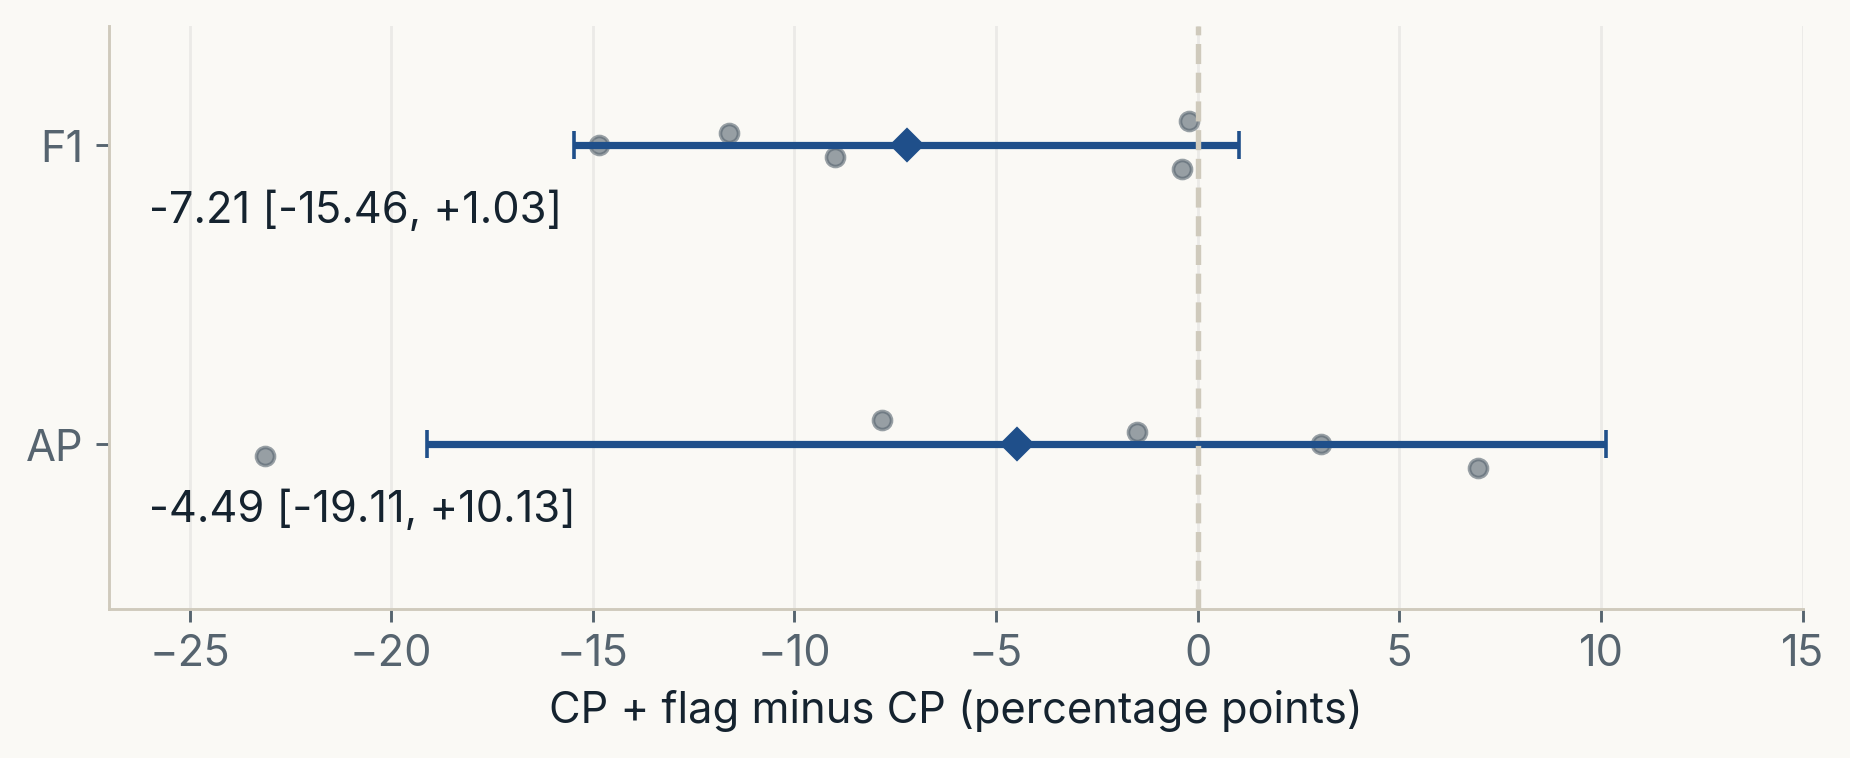 F1
-7.21 [-15.46, +1.03]
AP
-4.49 [-19.11, +10.13]
−25 −20 −15 −10 −5 0 5 10 15
CP + flag minus CP (percentage points)